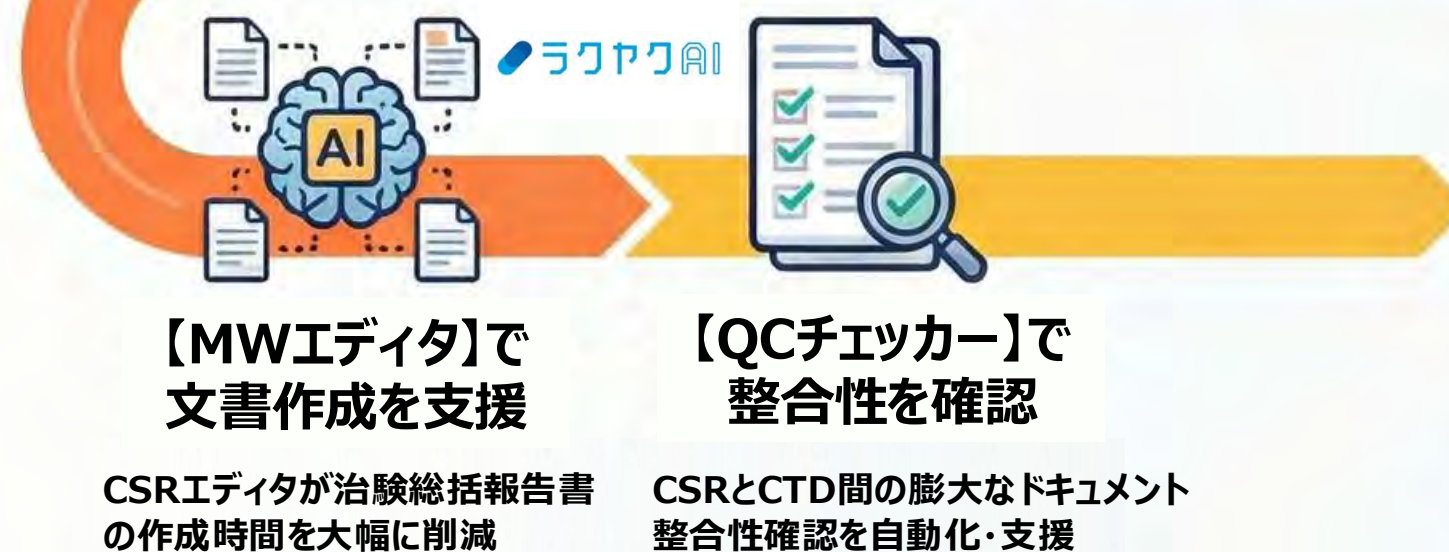 ラクヤクAI
AI
【MWエディタ】で
文書作成を支援
CSRエディタが治験総括報告書
の作成時間を大幅に削減
【QCチェッカー】で
整合性を確認
CSRとCTD間の膨大なドキュメント
整合性確認を自動化・支援